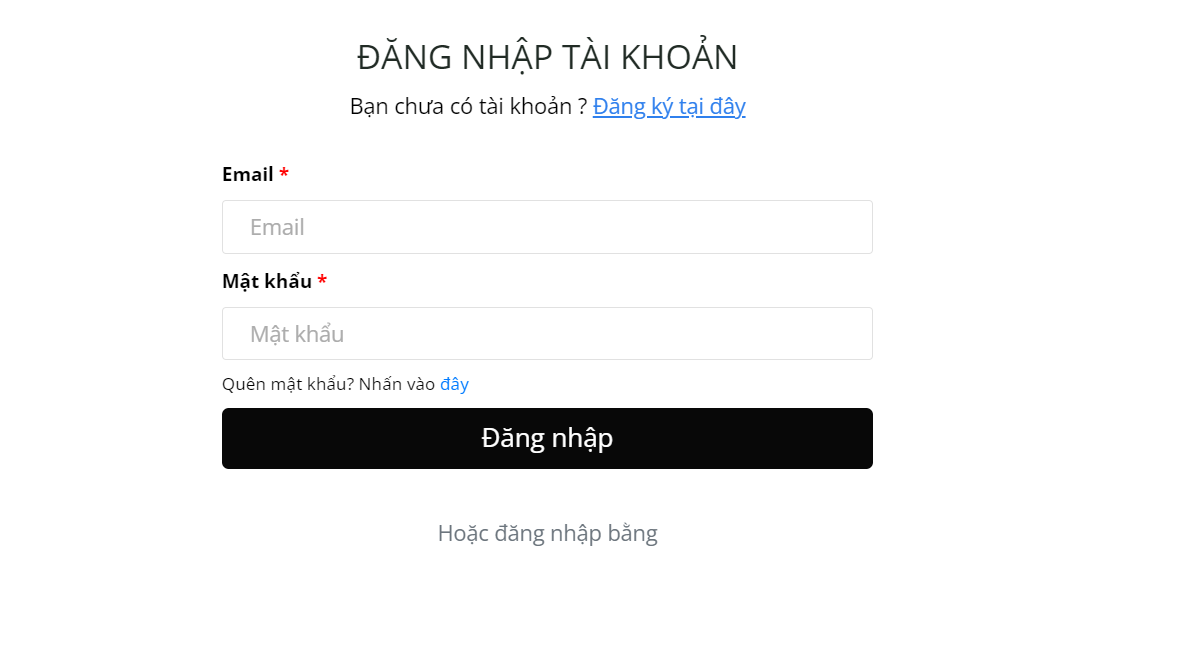 ĐĂNG NHẬP TÀI KHOẢN
Bạn chưa có tài khoản ? Đăng ký tại đây
Email *
Email
Mật khẩu *
Mật khẩu
Quên mật khẩu? Nhấn vào đây
Đăng nhập
Hoặc đăng nhập bằng